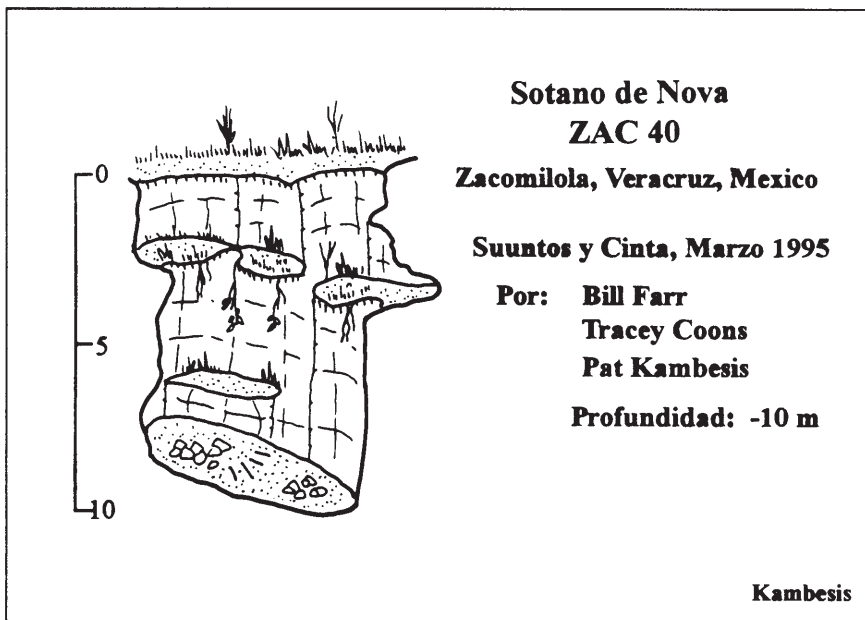 Sotano de Nova
ZAC 40
Zacomilola, Veracruz, Mexico
Suuntos y Cinta, Marzo 1995
Por: Bill Farr
Tracey Coons
Pat Kambesis
Profundidad: -10 m
0
5
10
Kambesis